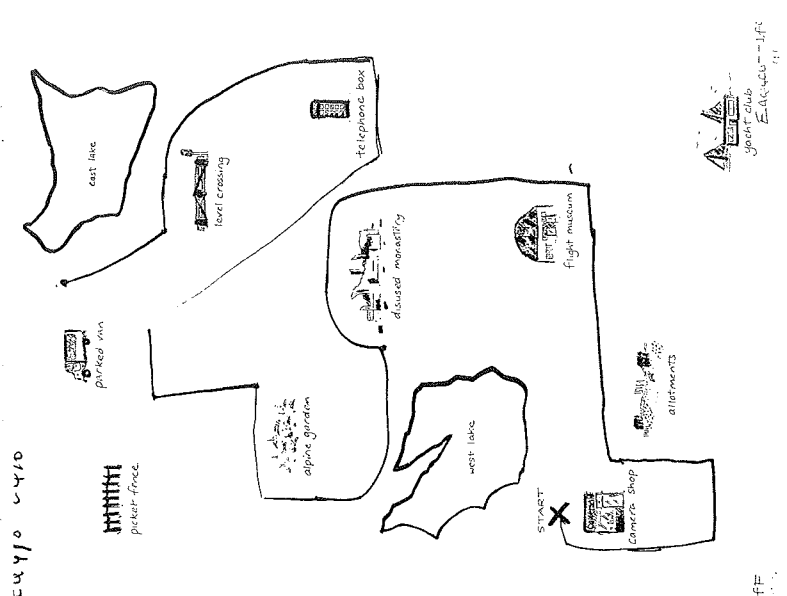 east lake
telephone box
level crossing
yacht club
parked van
disused monastery
flight museum
picket fence
alpine garden
west lake
allotments
START
Camera Shop